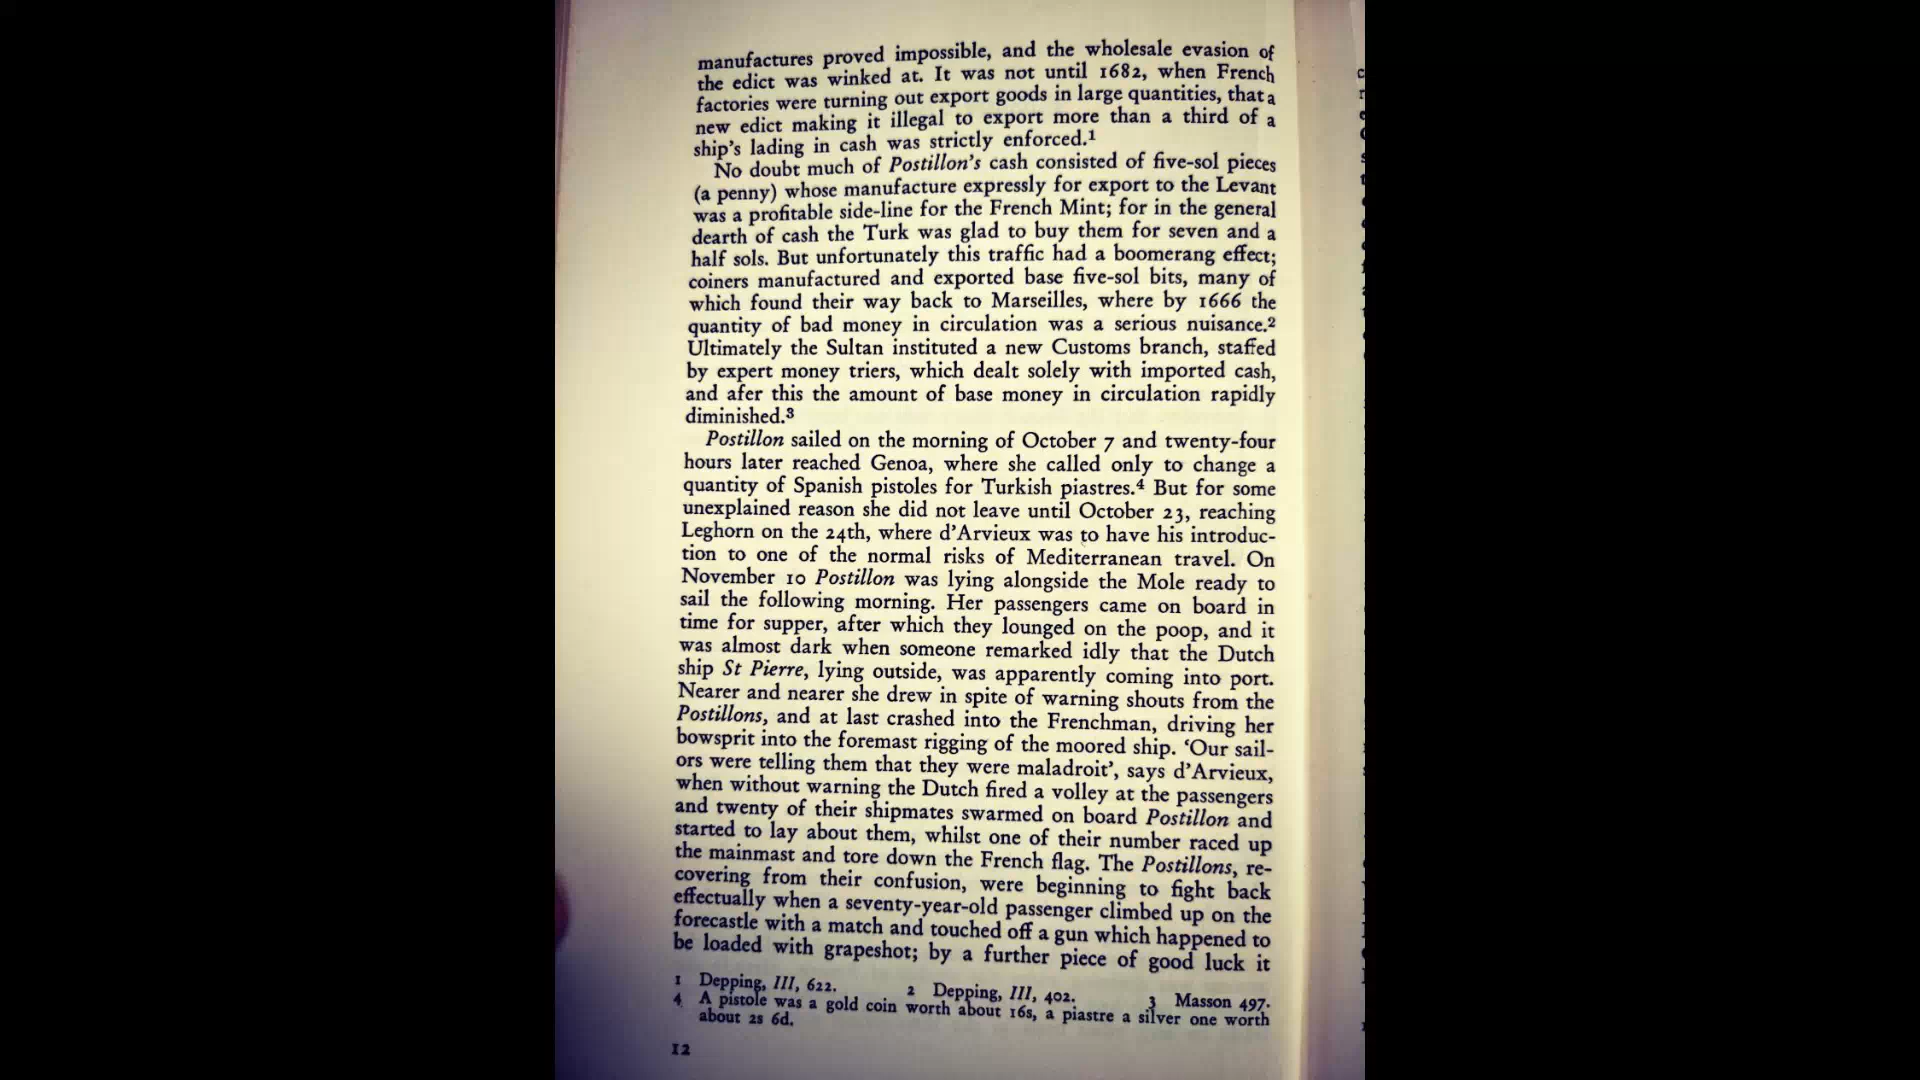 manufactures proved impossible, and the wholesale evasion of
the edict was winked at. It was not until 1682, when French
factories were turning out export goods in large quantities, that a
new edict making it illegal to export more than a third of a
ship's lading in cash was strictly enforced.¹
No doubt much of Postillon's cash consisted of five-sol pieces
(a penny) whose manufacture expressly for export to the Levant
was a profitable side-line for the French Mint; for in the general
dearth of cash the Turk was glad to buy them for seven and a
half sols. But unfortunately this traffic had a boomerang effect;
coiners manufactured and exported base five-sol bits, many of
which found their way back to Marseilles, where by 1666 the
quantity of bad money in circulation was a serious nuisance.²
Ultimately the Sultan instituted a new Customs branch, staffed
by expert money triers, which dealt solely with imported cash,
and afer this the amount of base money in circulation rapidly
diminished.³
Postillon sailed on the morning of October 7 and twenty-four
hours later reached Genoa, where she called only to change a
quantity of Spanish pistoles for Turkish piastres.⁴ But for some
unexplained reason she did not leave until October 23, reaching
Leghorn on the 24th, where d'Arvieux was to have his introduc-
tion to one of the normal risks of Mediterranean travel. On
November 10 Postillon was lying alongside the Mole ready to
sail the following morning. Her passengers came on board in
time for supper, after which they lounged on the poop, and it
was almost dark when someone remarked idly that the Dutch
ship St Pierre, lying outside, was apparently coming into port.
Nearer and nearer she drew in spite of warning shouts from the
Postillons, and at last crashed into the Frenchman, driving her
bowsprit into the foremast rigging of the moored ship. 'Our sail-
ors were telling them that they were maladroit', says d'Arvieux,
when without warning the Dutch fired a volley at the passengers
and twenty of their shipmates swarmed on board Postillon and
started to lay about them, whilst one of their number raced up
the mainmast and tore down the French flag. The Postillons, re-
covering from their confusion, were beginning to fight back
effectually when a seventy-year-old passenger climbed up on the
forecastle with a match and touched off a gun which happened to
be loaded with grapeshot; by a further piece of good luck it
1 Depping, III, 622. 2 Depping, III, 402. 3 Masson 497.
4 A pistole was a gold coin worth about 16s, a piastre a silver one worth
about 2s 6d.
12